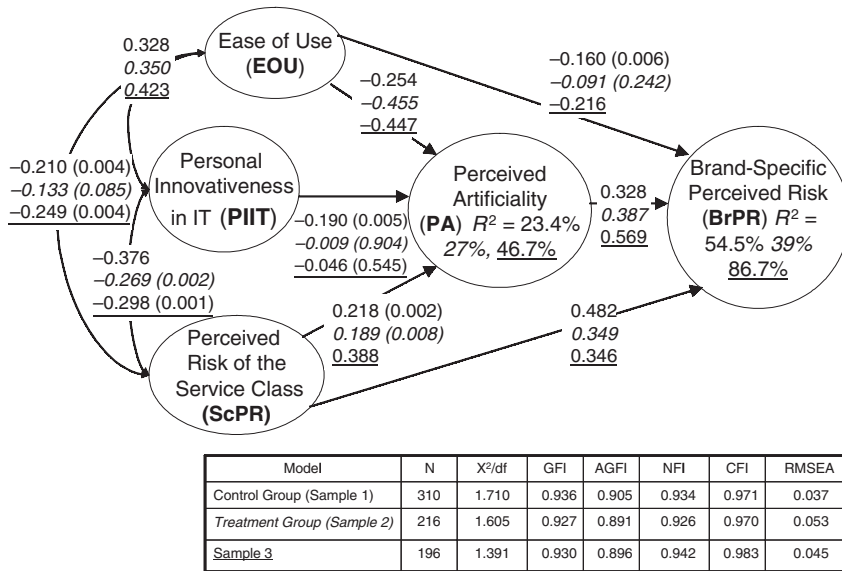 0.328
0.350
0.423
Ease of Use
(EOU)
−0.160 (0.006)
−0.091 (0.242)
−0.216
−0.254
−0.455
−0.447
−0.210 (0.004)
−0.133 (0.085)
−0.249 (0.004)
Personal
Innovativeness
in IT (PIIT)
−0.190 (0.005)
−0.009 (0.904)
−0.046 (0.545)
Perceived
Artificiality
(PA) R² = 23.4%
27%, 46.7%
0.328
0.387
0.569
Brand-Specific
Perceived Risk
(BrPR) R² =
54.5% 39%
86.7%
−0.376
−0.269 (0.002)
−0.298 (0.001)
Perceived
Risk of the
Service Class
(ScPR)
0.218 (0.002)
0.189 (0.008)
0.388
0.482
0.349
0.346
Model N X²/df GFI AGFI NFI CFI RMSEA
Control Group (Sample 1) 310 1.710 0.936 0.905 0.934 0.971 0.037
Treatment Group (Sample 2) 216 1.605 0.927 0.891 0.926 0.970 0.053
Sample 3 196 1.391 0.930 0.896 0.942 0.983 0.045